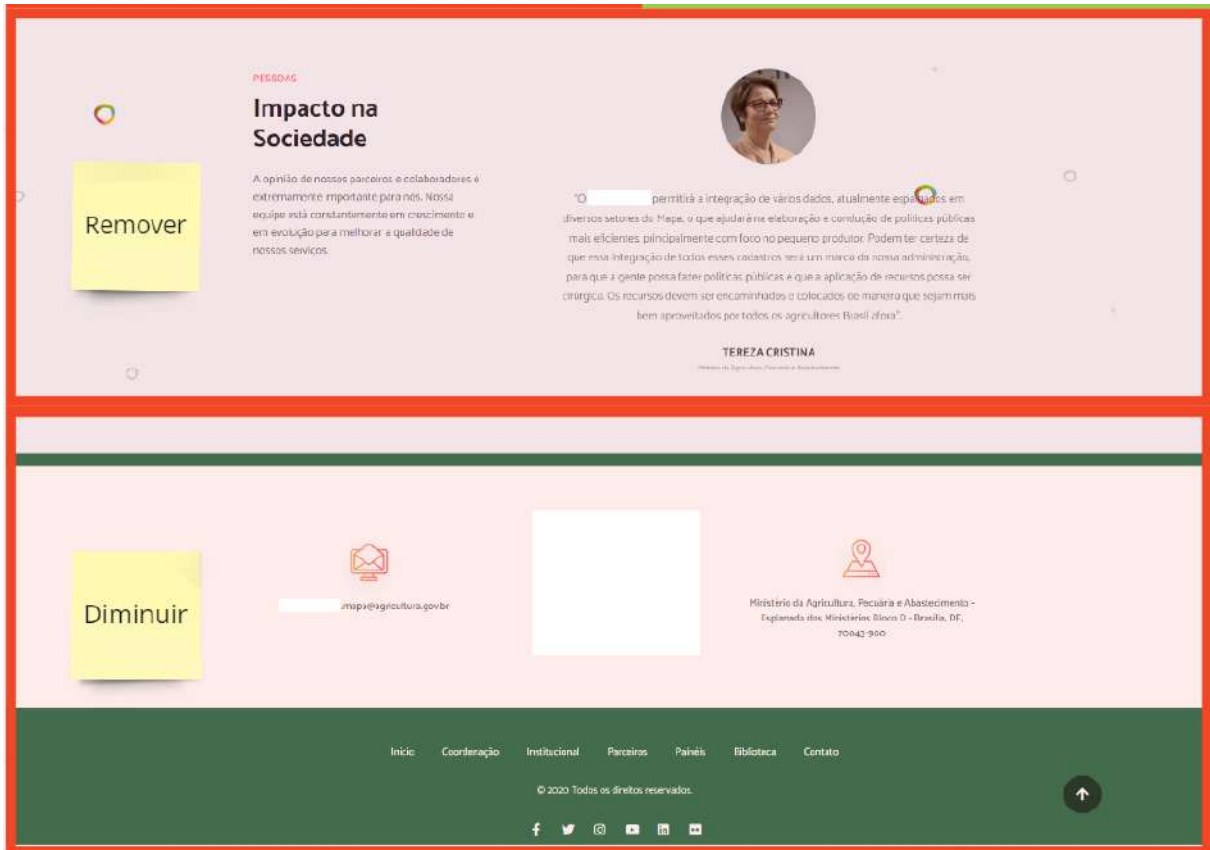 PESSOAS
Impacto na
Sociedade
A opinião de nossos parceiros e colaboradores é
extremamente importante para nós. Nossa
equipe está constantemente em crescimento e
em evolução para melhorar a qualidade de
nossos serviços.
Remover
"O permitirá a integração de vários dados, atualmente espalhados em
diversos setores do Mapa, o que ajudará na elaboração e condução de políticas públicas
mais eficientes, principalmente com foco no pequeno produtor. Podem ter certeza de
que essa integração de todos esses cadastros será um marca da nossa administração,
para que a gente possa fazer políticas públicas e que a aplicação de recursos possa ser
cirúrgica. Os recursos devem ser encaminhados e colocados de maneira que sejam mais
bem aproveitados por todos os agricultores Brasil afora".
TEREZA CRISTINA
Diminuir
.mapa@agricultura.gov.br
Ministério da Agricultura, Pecuária e Abastecimento -
Esplanada dos Ministérios Bloco D - Brasília, DF,
70043-900
Início Coordenação Institucional Parceiros Painéis Biblioteca Contato
© 2020 Todos os direitos reservados.